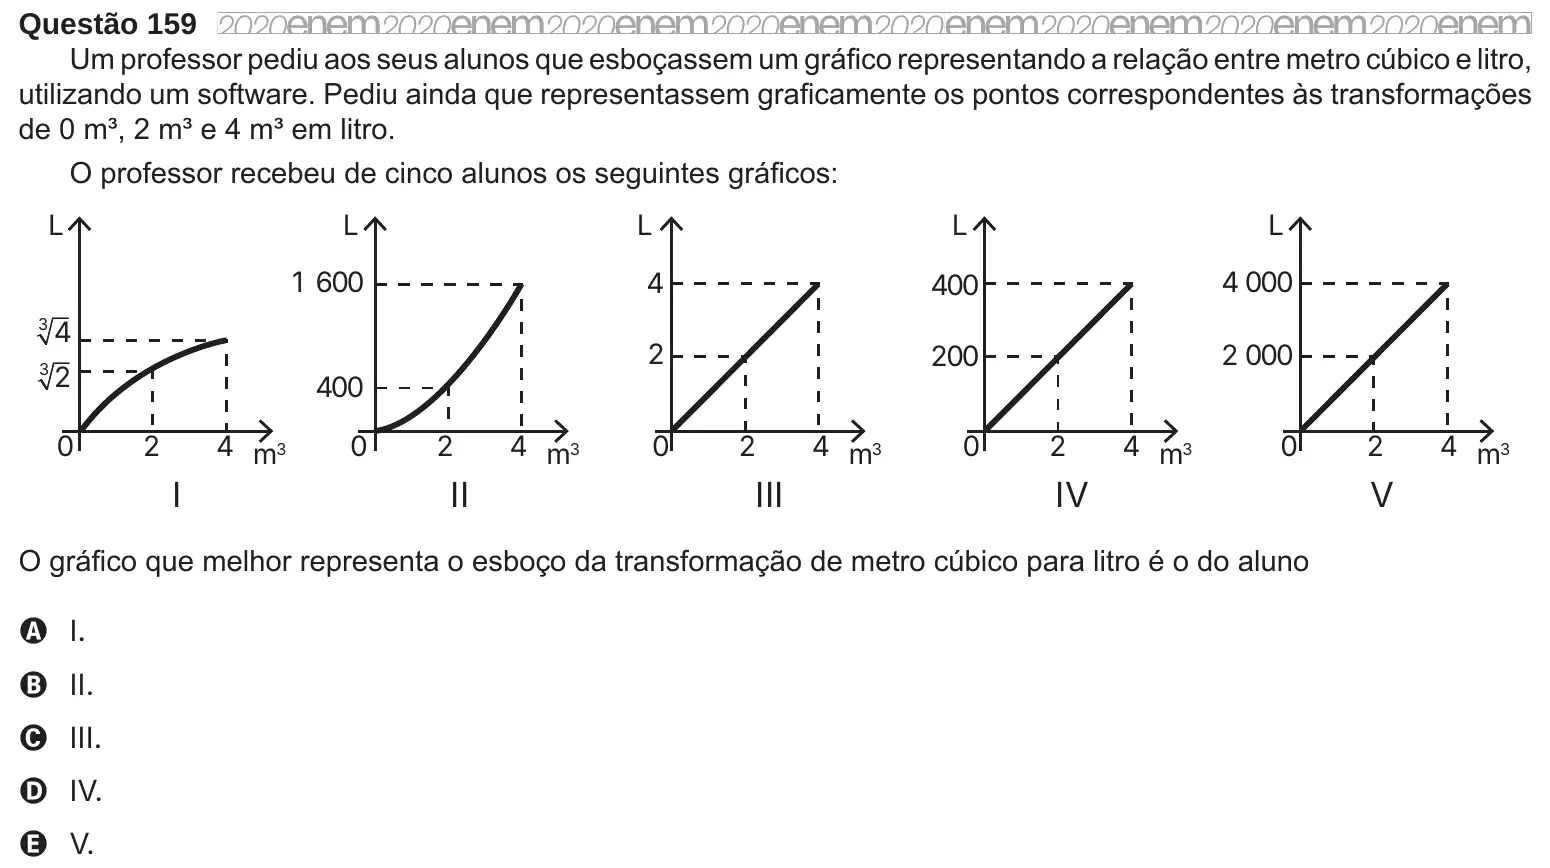 Questão 159 2020enem2020enem2020enem2020enem2020enem2020enem2020enem2020enem
Um professor pediu aos seus alunos que esboçassem um gráfico representando a relação entre metro cúbico e litro,
utilizando um software. Pediu ainda que representassem graficamente os pontos correspondentes às transformações
de 0 m³, 2 m³ e 4 m³ em litro.
O professor recebeu de cinco alunos os seguintes gráficos:
L
∛4
∛2
0 2 4 m³
I
L
1 600
400
0 2 4 m³
II
L
4
2
0 2 4 m³
III
L
400
200
0 2 4 m³
IV
L
4 000
2 000
0 2 4 m³
V
O gráfico que melhor representa o esboço da transformação de metro cúbico para litro é o do aluno
A I.
B II.
C III.
D IV.
E V.